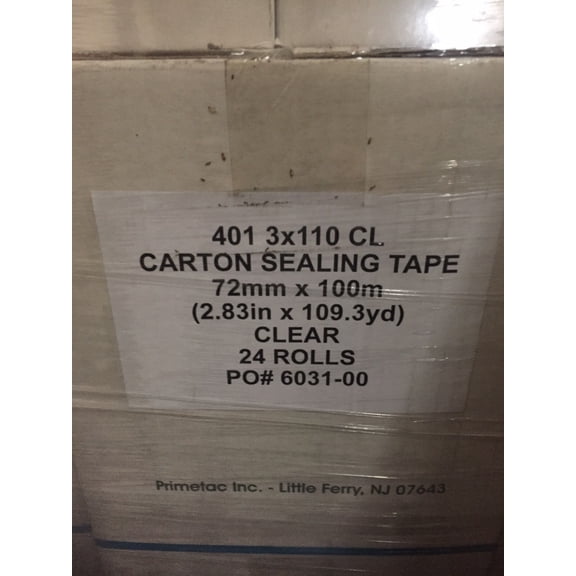 401 3x110 CL
CARTON SEALING TAPE
72mm x 100m
(2.83in x 109.3yd)
CLEAR
24 ROLLS
PO# 6031-00
Primetac Inc. - Little Ferry, NJ 07643